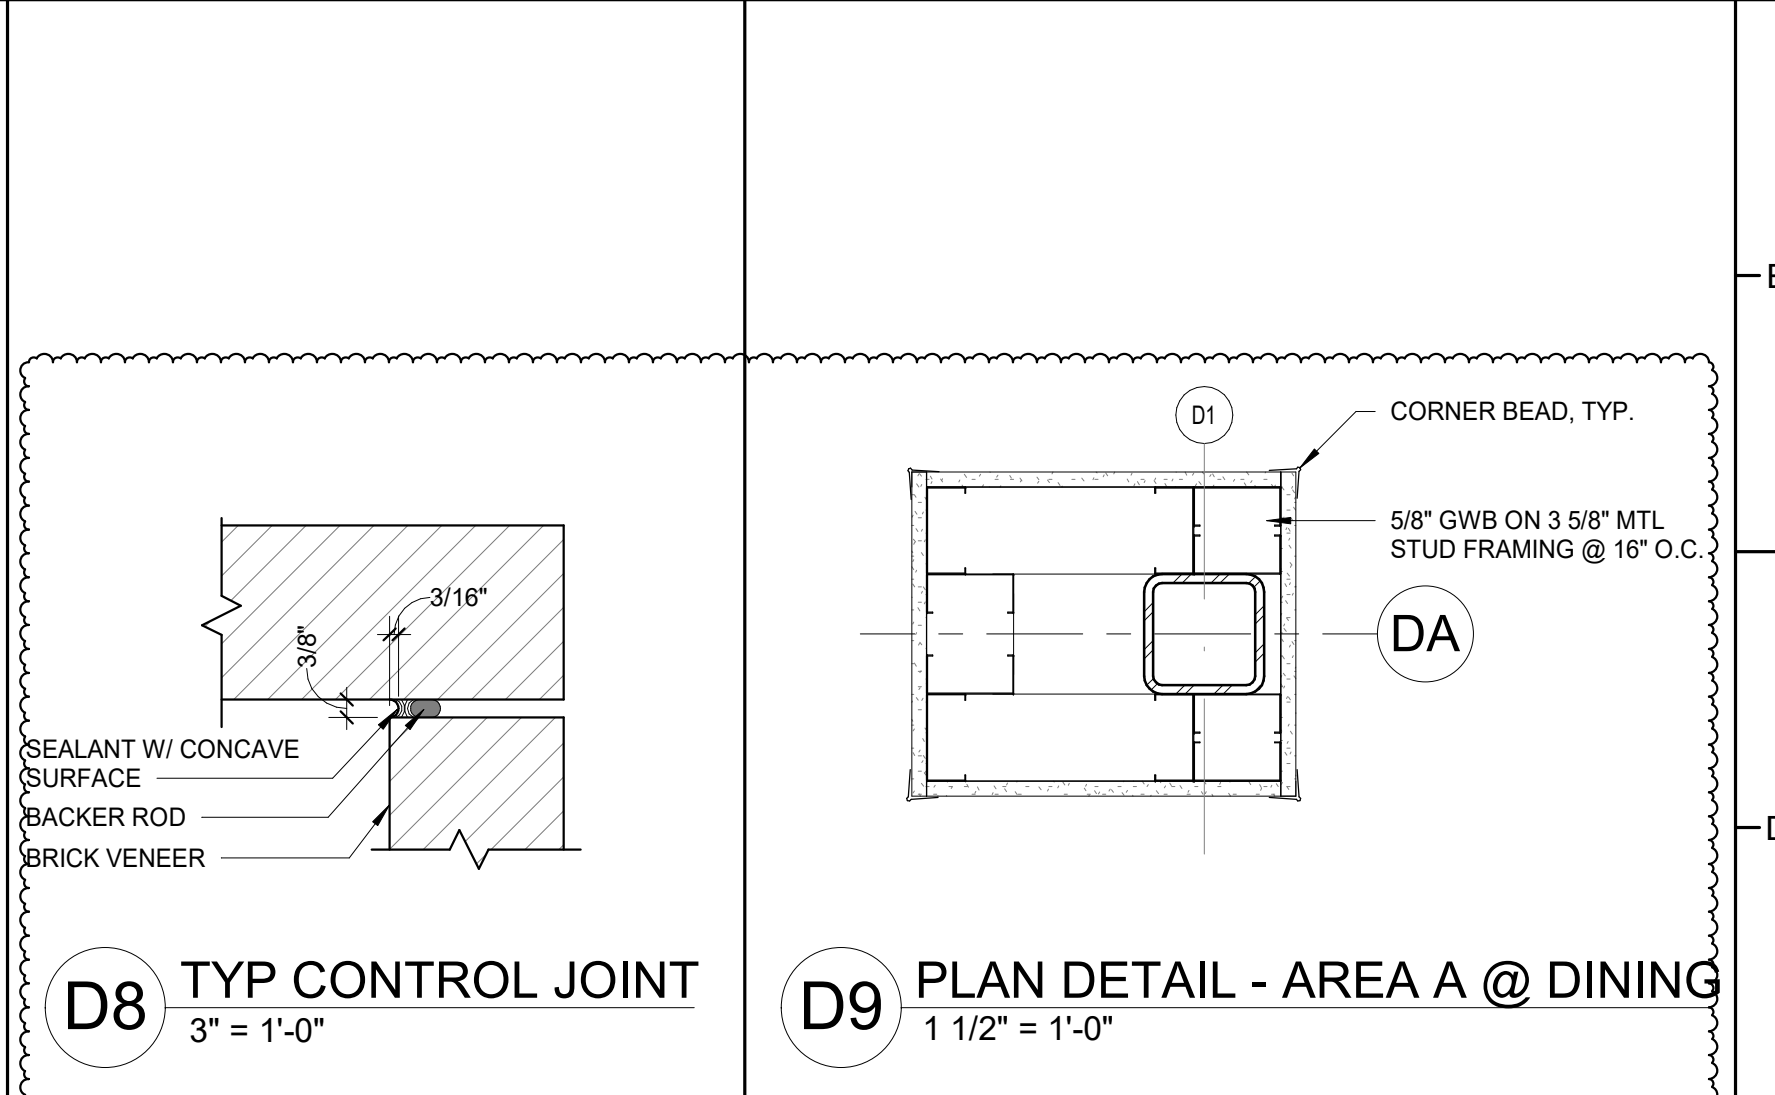 D1
CORNER BEAD, TYP.
5/8" GWB ON 3 5/8" MTL
STUD FRAMING @ 16" O.C.
DA
3/16"
3/8"
SEALANT W/ CONCAVE
SURFACE
BACKER ROD
BRICK VENEER
D8
TYP CONTROL JOINT
3" = 1'-0"
D9
PLAN DETAIL - AREA A @ DINING
1 1/2" = 1'-0"